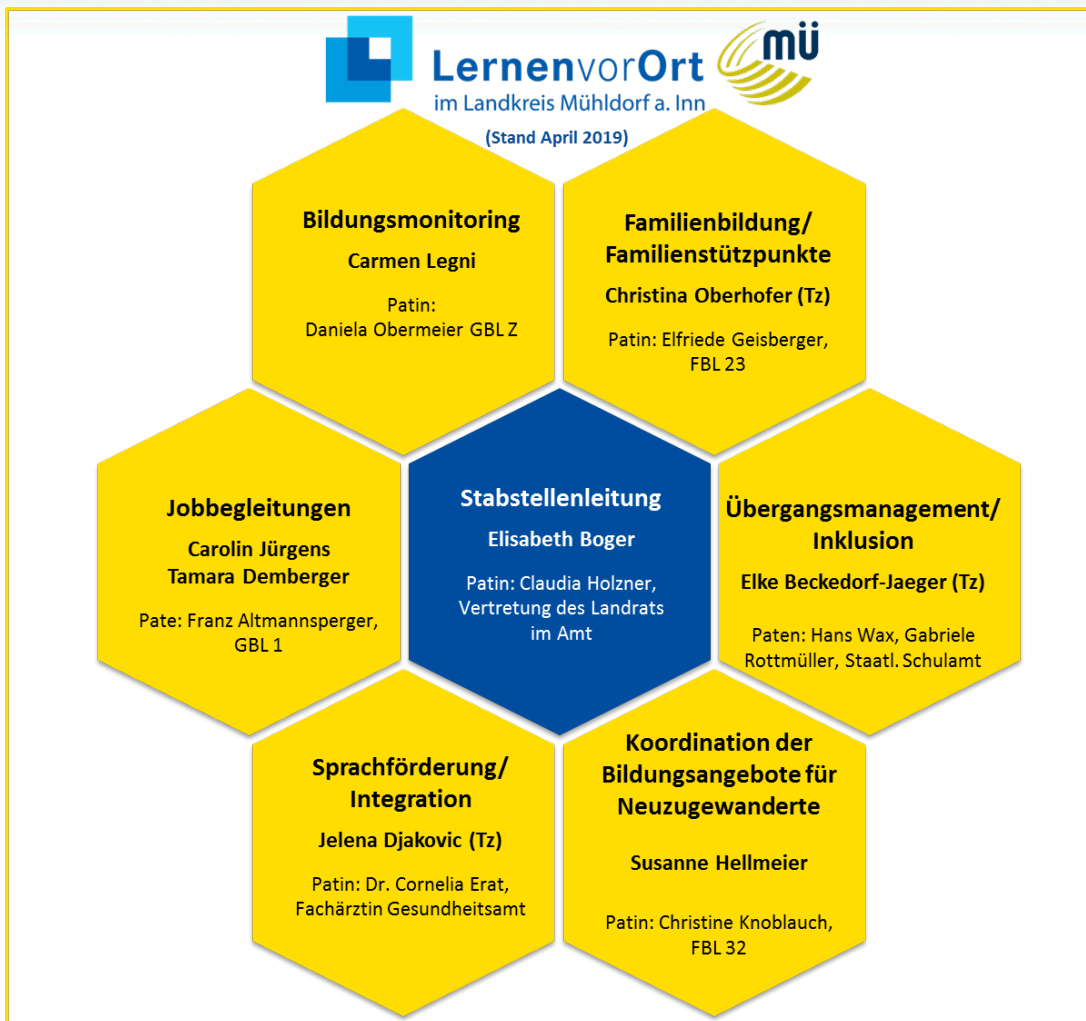 LernenvorOrt
mü
im Landkreis Mühldorf a. Inn
(Stand April 2019)
Bildungsmonitoring
Carmen Legni
Patin:
Daniela Obermeier GBL Z
Familienbildung/
Familienstützpunkte
Christina Oberhofer (Tz)
Patin: Elfriede Geisberger,
FBL 23
Jobbegleitungen
Carolin Jürgens
Tamara Demberger
Pate: Franz Altmannsperger,
GBL 1
Stabstellenleitung
Elisabeth Boger
Patin: Claudia Holzner,
Vertretung des Landrats
im Amt
Übergangsmanagement/
Inklusion
Elke Beckedorf-Jaeger (Tz)
Paten: Hans Wax, Gabriele
Rottmüller, Staatl. Schulamt
Sprachförderung/
Integration
Jelena Djakovic (Tz)
Patin: Dr. Cornelia Erat,
Fachärztin Gesundheitsamt
Koordination der
Bildungsangebote für
Neuzugewanderte
Susanne Hellmeier
Patin: Christine Knoblauch,
FBL 32